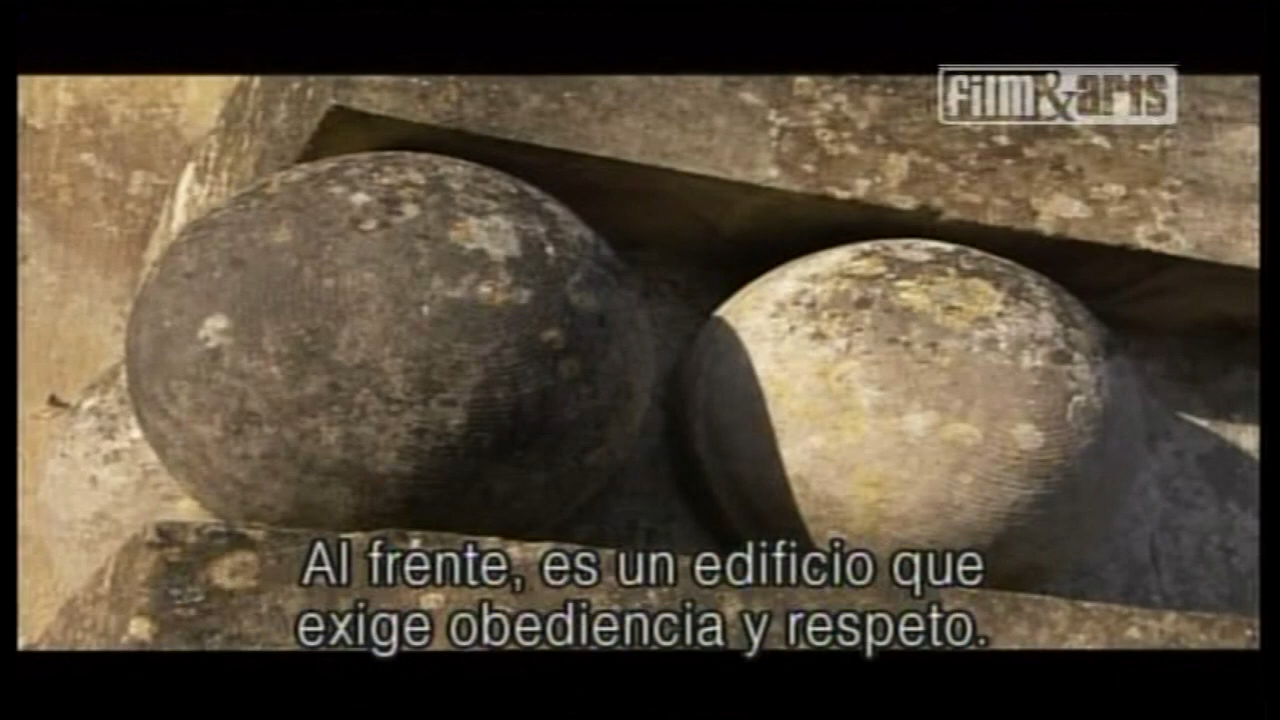 film&arts
Al frente, es un edificio que
exige obediencia y respeto.